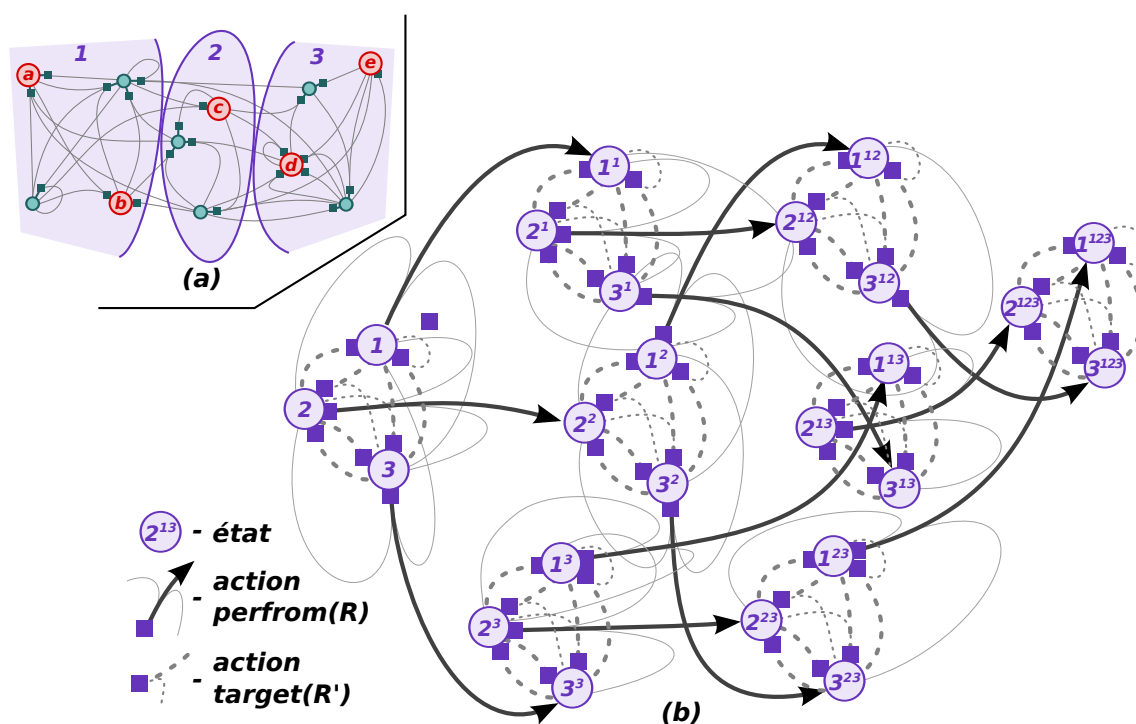 1 2 3
a e
c
d
b
(a)
1¹ 1¹²
2¹ 2¹²
3¹ 3¹²
1¹²³
2¹²³
3¹²³
1 1² 1¹³
2 2² 2¹³
3 3² 3¹³
1³ 1²³
2³ 2²³
3³ 3²³
2¹³ - état
- action
perfrom(R)
- action
target(R')
(b)